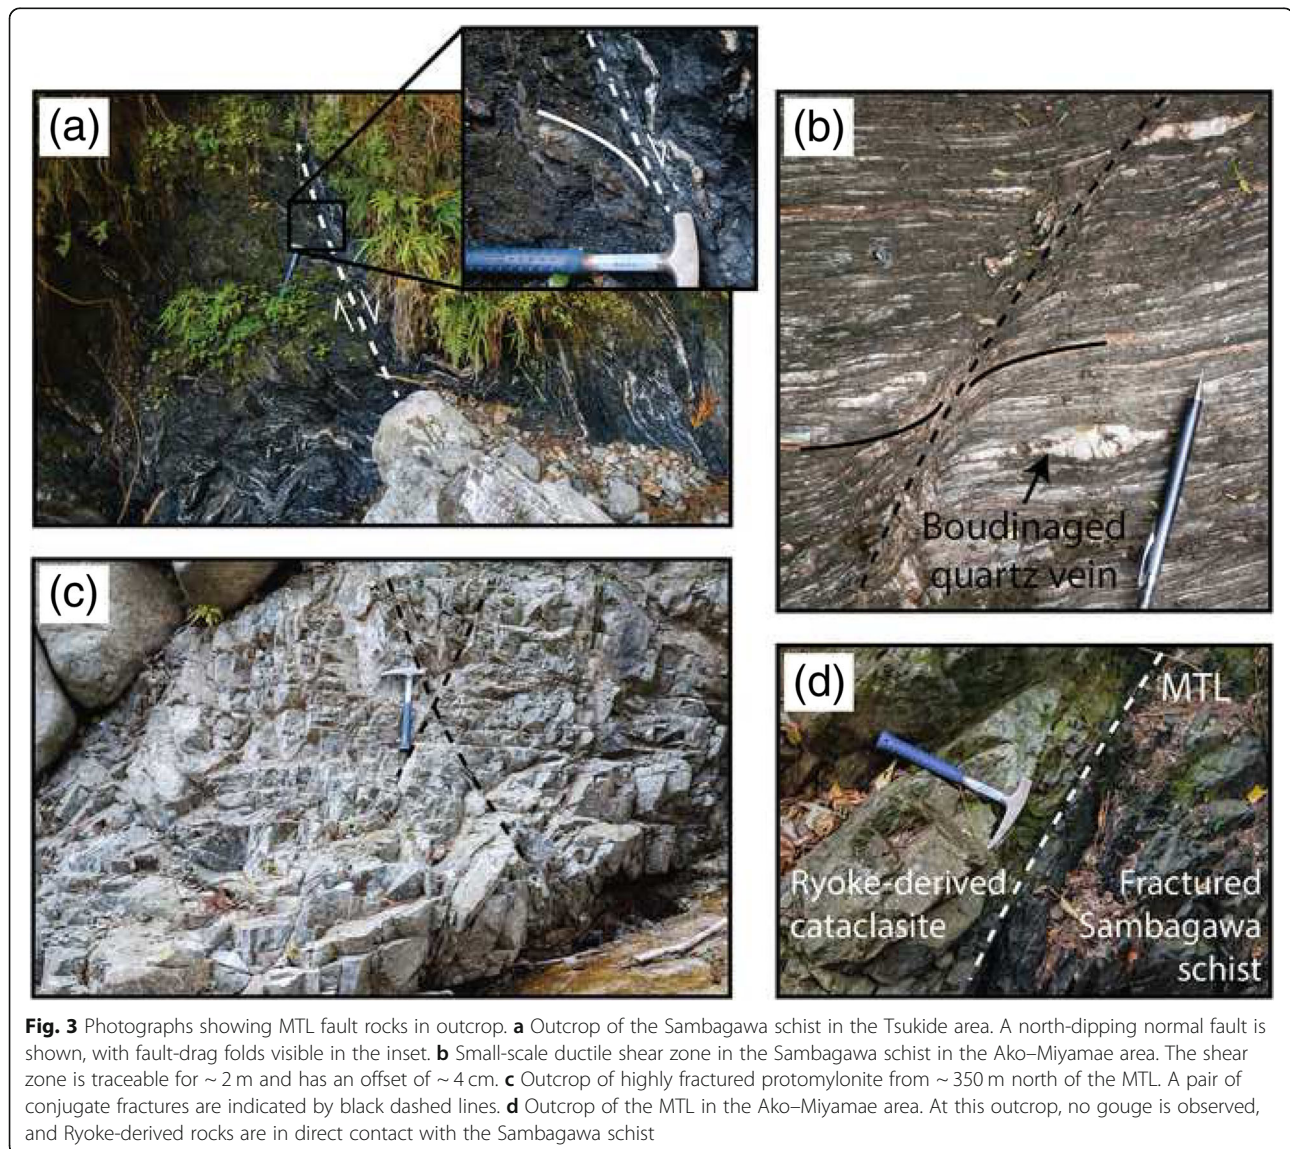 (a)
(b)
Boudinaged
quartz vein
(c)
(d)
MTL
Ryoke-derived
cataclasite
Fractured
Sambagawa
schist
Fig. 3 Photographs showing MTL fault rocks in outcrop. a Outcrop of the Sambagawa schist in the Tsukide area. A north-dipping normal fault is
shown, with fault-drag folds visible in the inset. b Small-scale ductile shear zone in the Sambagawa schist in the Ako–Miyamae area. The shear
zone is traceable for ~ 2 m and has an offset of ~ 4 cm. c Outcrop of highly fractured protomylonite from ~ 350 m north of the MTL. A pair of
conjugate fractures are indicated by black dashed lines. d Outcrop of the MTL in the Ako–Miyamae area. At this outcrop, no gouge is observed,
and Ryoke-derived rocks are in direct contact with the Sambagawa schist